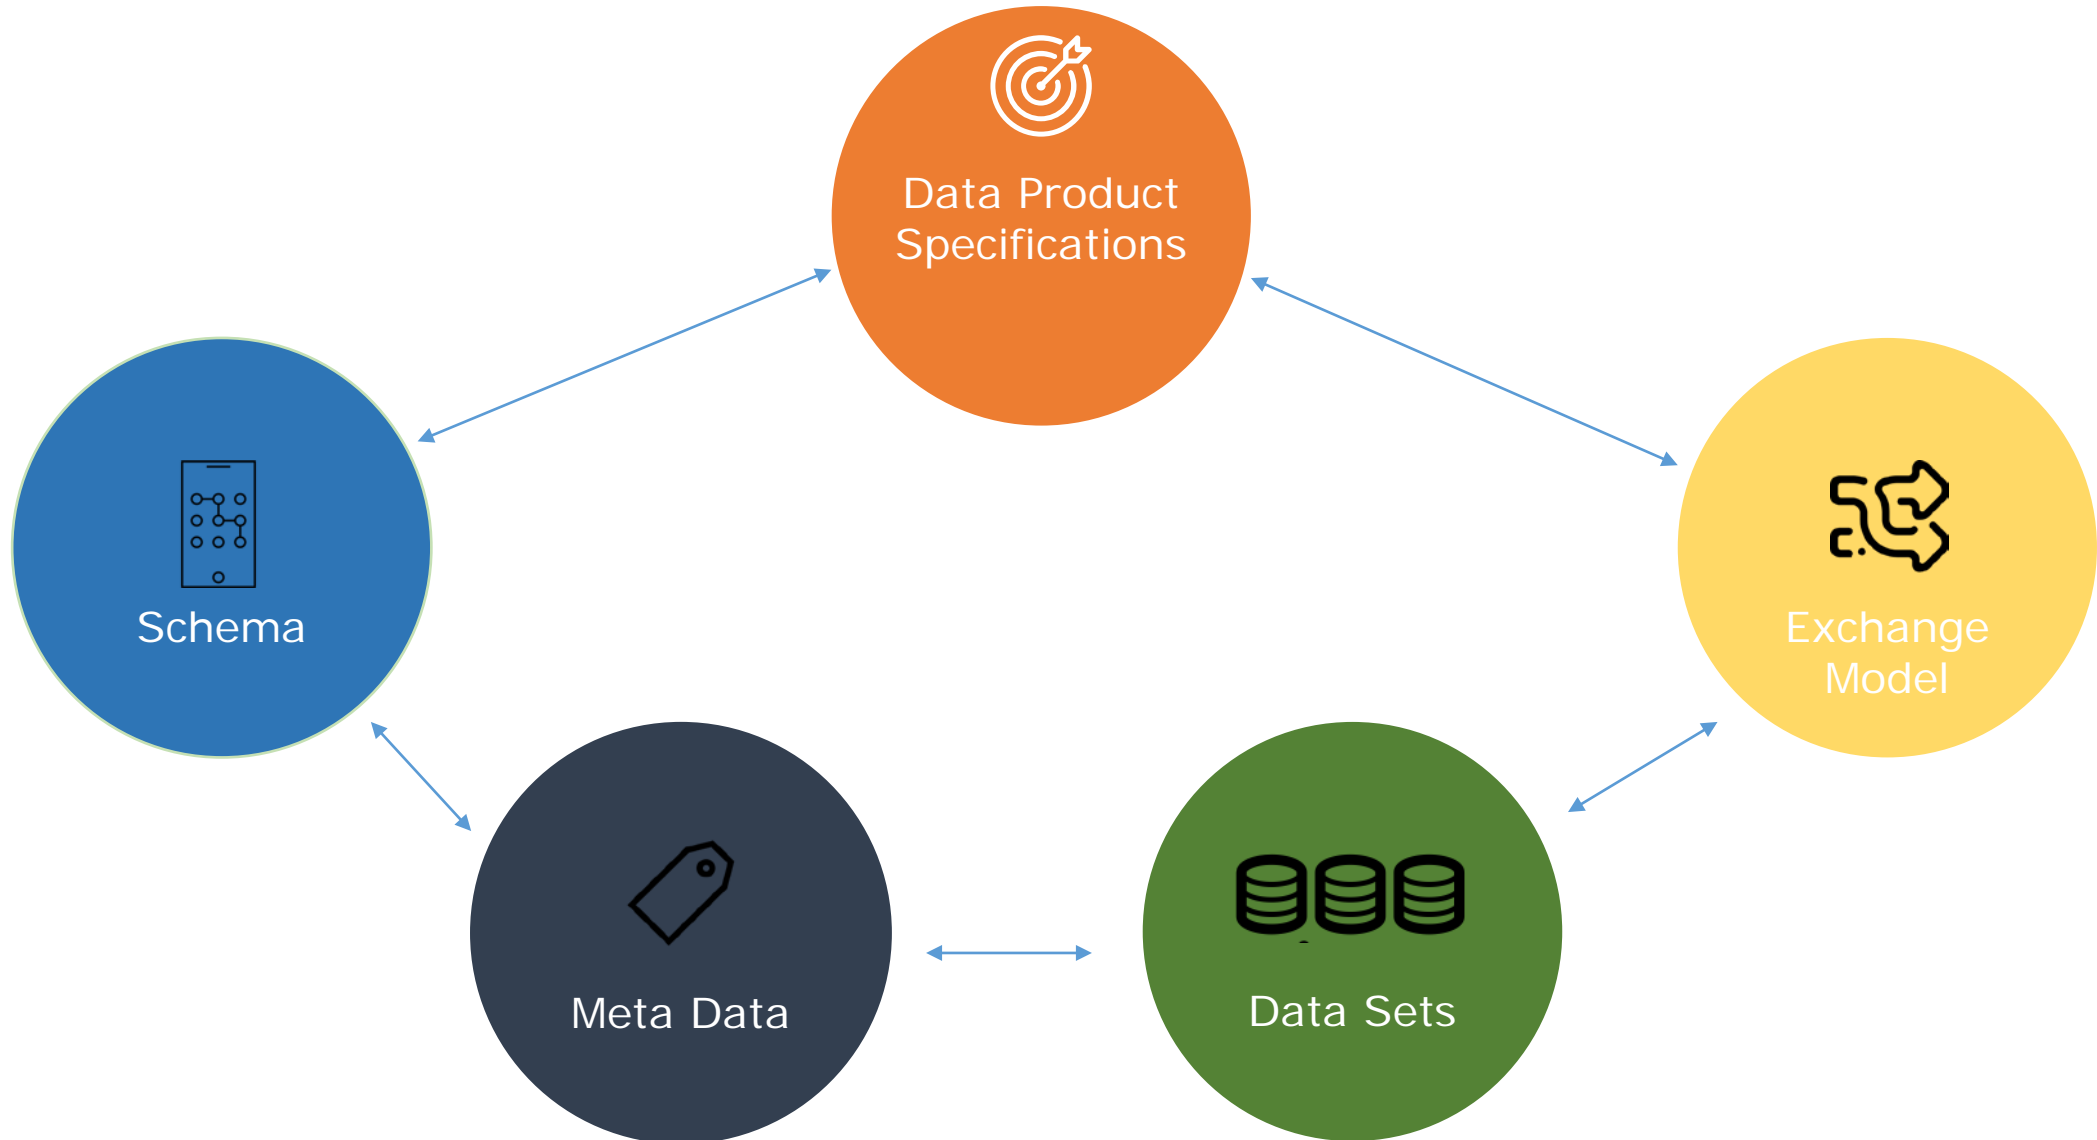 Data Product
Specifications
Schema
Exchange
Model
Meta Data
Data Sets